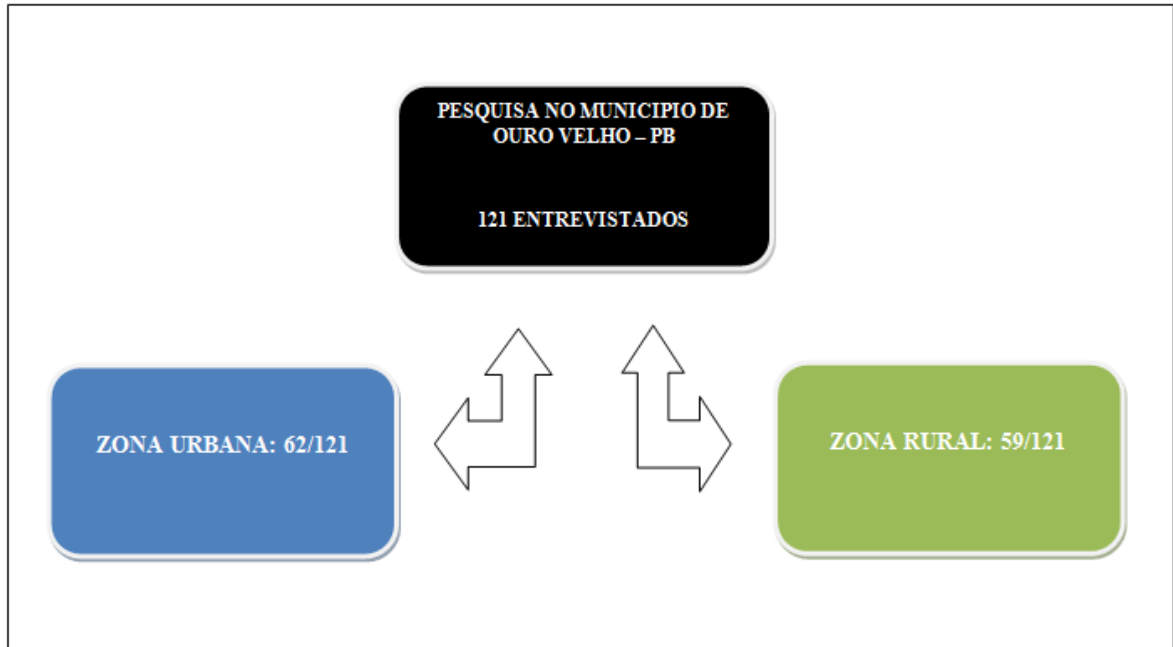 PESQUISA NO MUNICIPIO DE
OURO VELHO – PB
121 ENTREVISTADOS
ZONA URBANA: 62/121
ZONA RURAL: 59/121